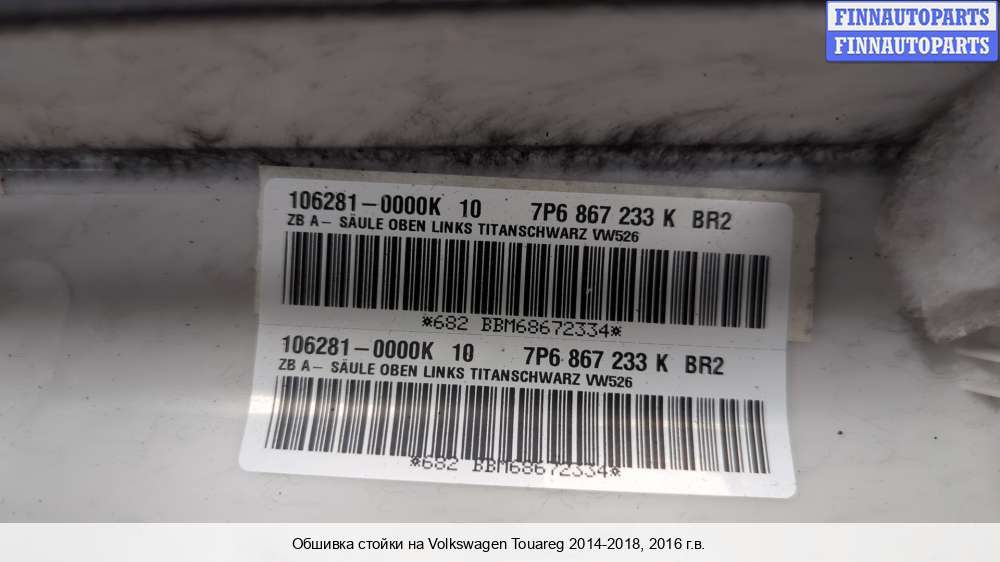 FINNAUTOPARTS
FINNAUTOPARTS
106281-0000K 10 7P6 867 233 K BR2
ZB A- SÄULE OBEN LINKS TITANSCHWARZ VW526
*682 BBM68672334*
106281-0000K 10 7P6 867 233 K BR2
ZB A- SÄULE OBEN LINKS TITANSCHWARZ VW526
*682 BBM68672334*
Обшивка стойки на Volkswagen Touareg 2014-2018, 2016 г.в.